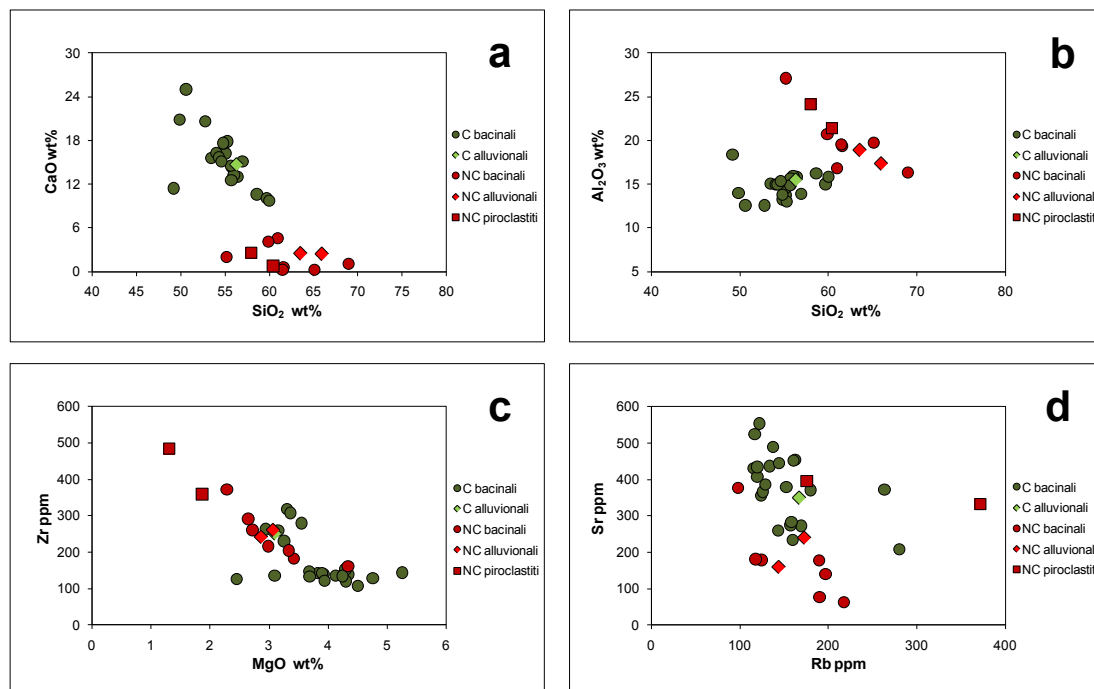 a
CaO wt%
30
24
18
12
6
0
40 45 50 55 60 65 70 75 80
SiO₂ wt%
C bacinali
C alluvionali
NC bacinali
NC alluvionali
NC piroclastiti
b
Al₂O₃ wt%
30
25
20
15
10
5
40 50 60 70 80
SiO₂ wt%
C bacinali
C alluvionali
NC bacinali
NC alluvionali
NC piroclastiti
c
Zr ppm
600
500
400
300
200
100
0
0 1 2 3 4 5 6
MgO wt%
C bacinali
C alluvionali
NC bacinali
NC alluvionali
NC piroclastiti
d
Sr ppm
600
500
400
300
200
100
0
0 100 200 300 400
Rb ppm
C bacinali
C alluvionali
NC bacinali
NC alluvionali
NC piroclastiti